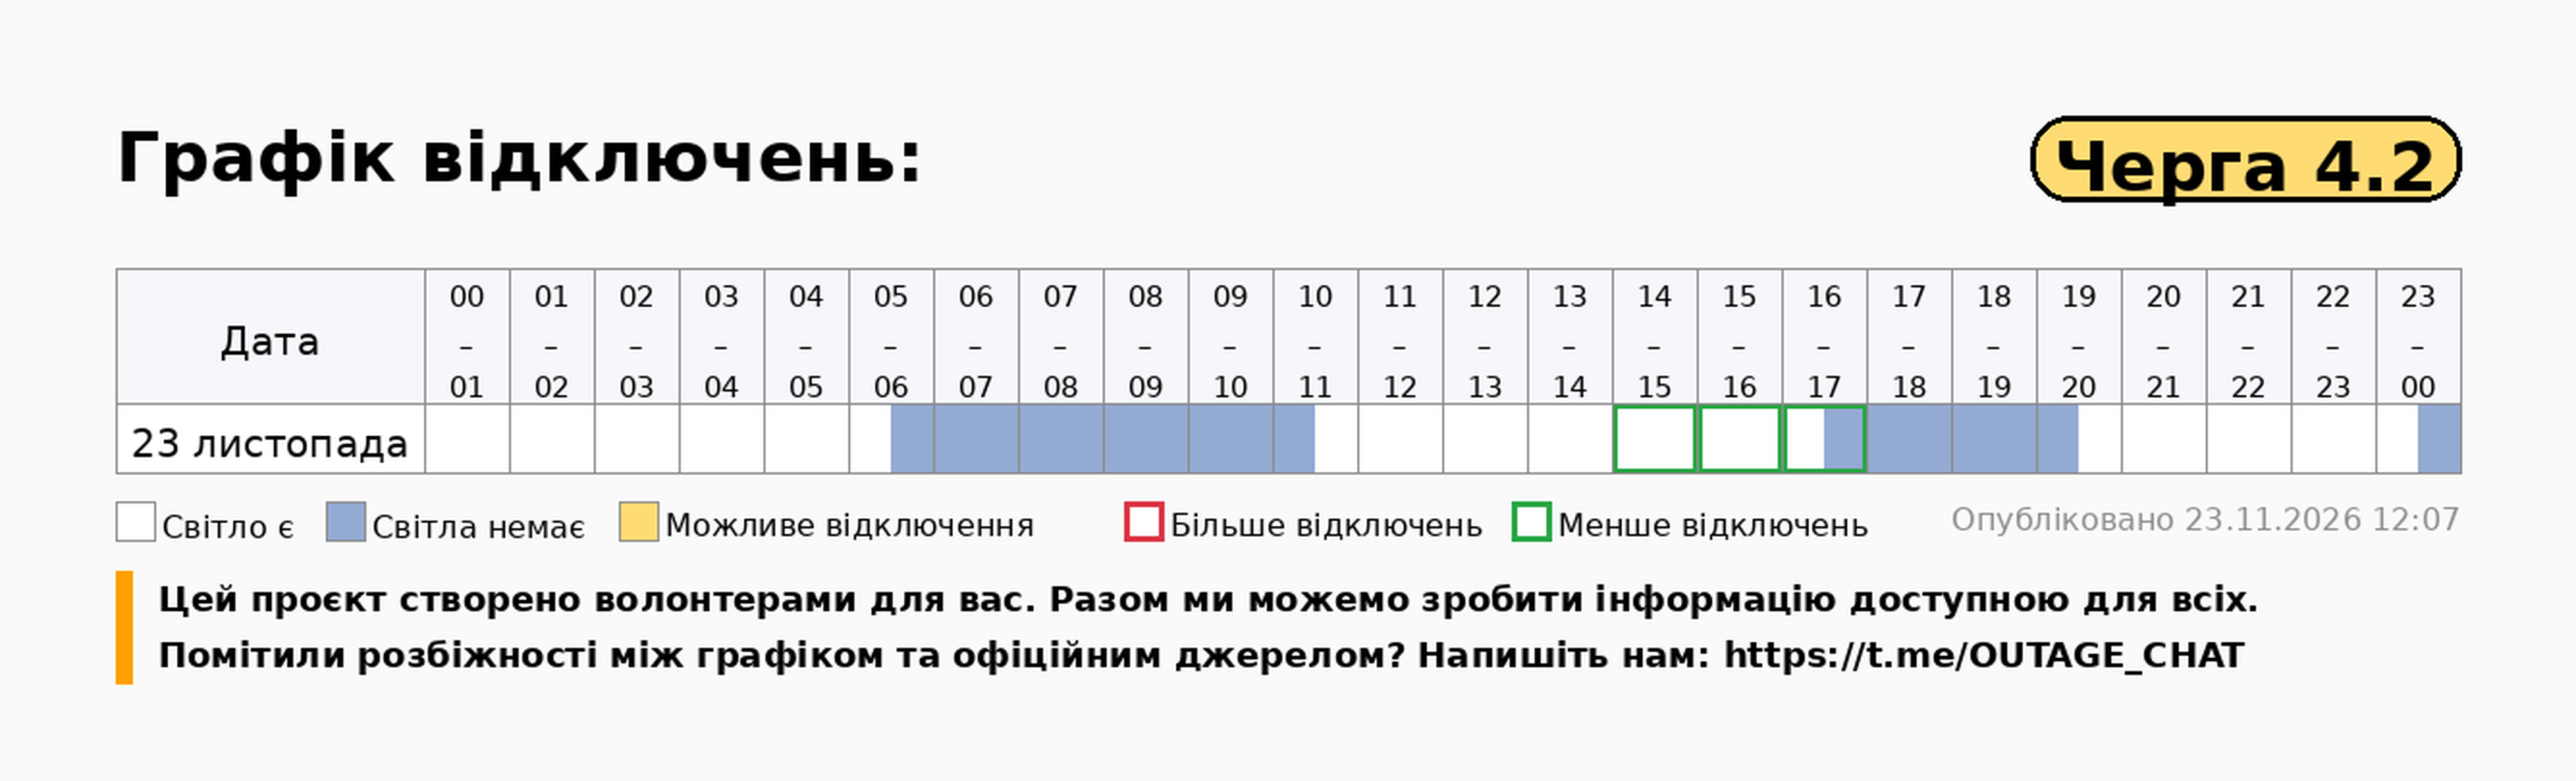 Графік відключень:
Черга 4.2
Дата
00 – 01
01 – 02
02 – 03
03 – 04
04 – 05
05 – 06
06 – 07
07 – 08
08 – 09
09 – 10
10 – 11
11 – 12
12 – 13
13 – 14
14 – 15
15 – 16
16 – 17
17 – 18
18 – 19
19 – 20
20 – 21
21 – 22
22 – 23
23 – 00
23 листопада
Світло є
Світла немає
Можливе відключення
Більше відключень
Менше відключень
Опубліковано 23.11.2026 12:07
Цей проєкт створено волонтерами для вас. Разом ми можемо зробити інформацію доступною для всіх.
Помітили розбіжності між графіком та офіційним джерелом? Напишіть нам: https://t.me/OUTAGE_CHAT